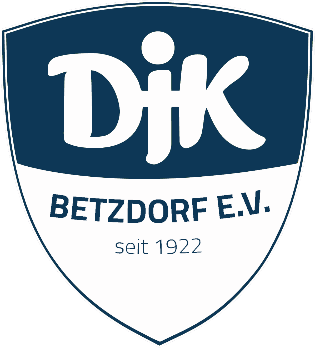 DjK
BETZDORF E.V.
seit 1922